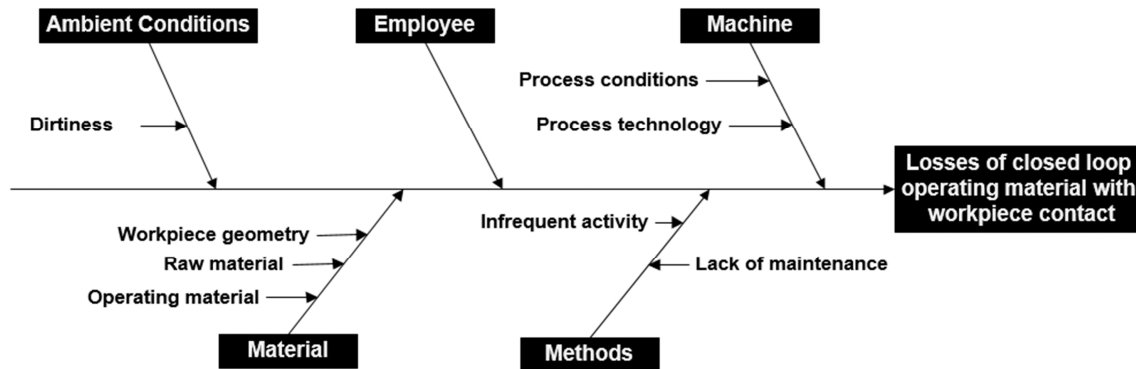 Ambient Conditions
Employee
Machine
Process conditions
Dirtiness
Process technology
Losses of closed loop
operating material with
workpiece contact
Workpiece geometry
Infrequent activity
Raw material
Lack of maintenance
Operating material
Material
Methods